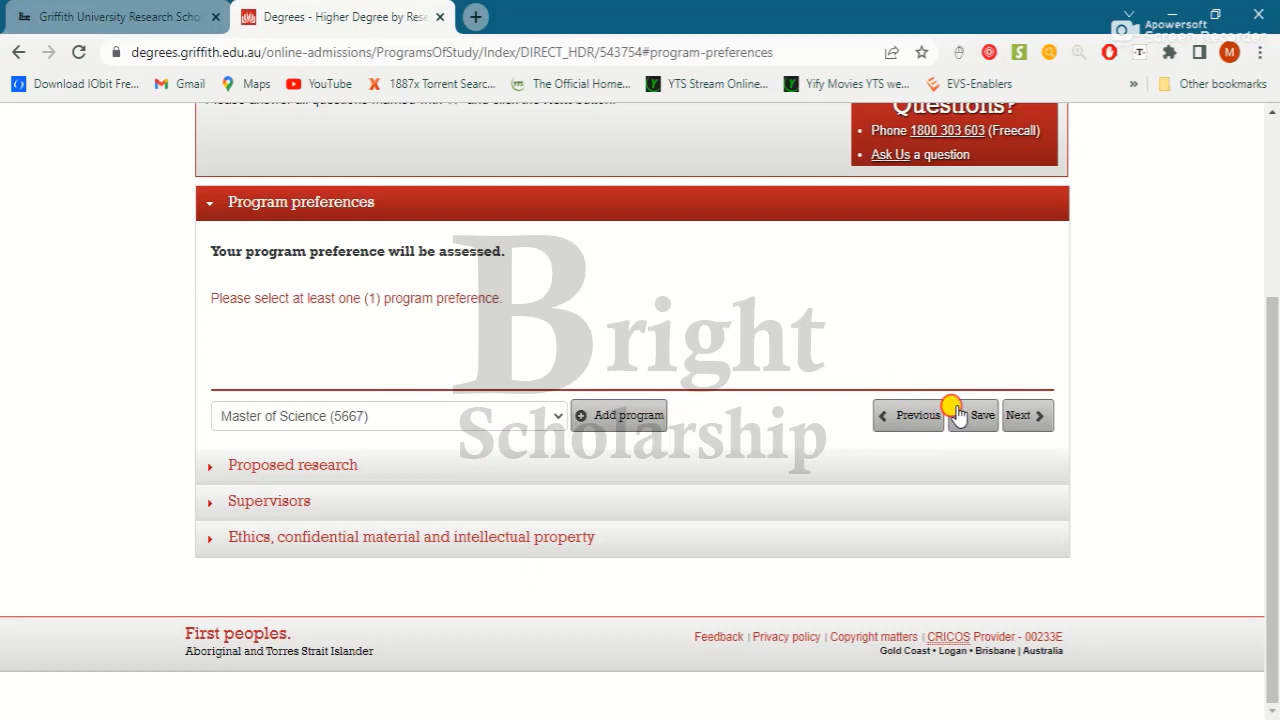 Griffith University Research Scho
Degrees - Higher Degree by Rese
Apowersoft
Screen Recorder
degrees.griffith.edu.au/online-admissions/ProgramsOfStudy/Index/DIRECT_HDR/543754#program-preferences
Download IObit Fre...
Gmail
Maps
YouTube
1887x Torrent Searc...
The Official Home...
YTS Stream Online...
Yify Movies YTS we...
EVS-Enablers
Other bookmarks
Questions?
Phone 1800 303 603 (Freecall)
Ask Us a question
Program preferences
Your program preference will be assessed.
Please select at least one (1) program preference.
Bright
Scholarship
Master of Science (5667)
Add program
Previous
Save
Next
Proposed research
Supervisors
Ethics, confidential material and intellectual property
First peoples.
Aboriginal and Torres Strait Islander
Feedback | Privacy policy | Copyright matters | CRICOS Provider - 00233E
Gold Coast • Logan • Brisbane | Australia